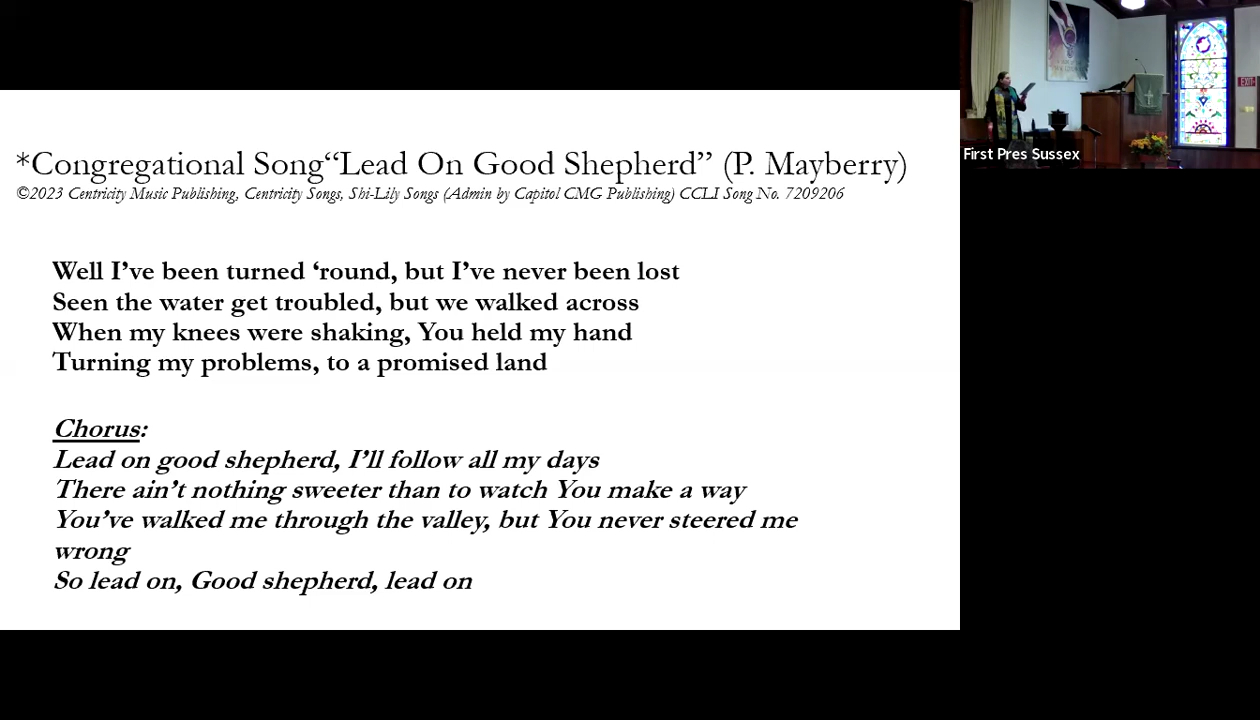 *Congregational Song“Lead On Good Shepherd” (P. Mayberry)
©2023 Centricity Music Publishing, Centricity Songs, Shi-Lily Songs (Admin by Capitol CMG Publishing) CCLI Song No. 7209206
Well I’ve been turned ‘round, but I’ve never been lost
Seen the water get troubled, but we walked across
When my knees were shaking, You held my hand
Turning my problems, to a promised land
Chorus:
Lead on good shepherd, I’ll follow all my days
There ain’t nothing sweeter than to watch You make a way
You’ve walked me through the valley, but You never steered me
wrong
So lead on, Good shepherd, lead on
EXIT
First Pres Sussex